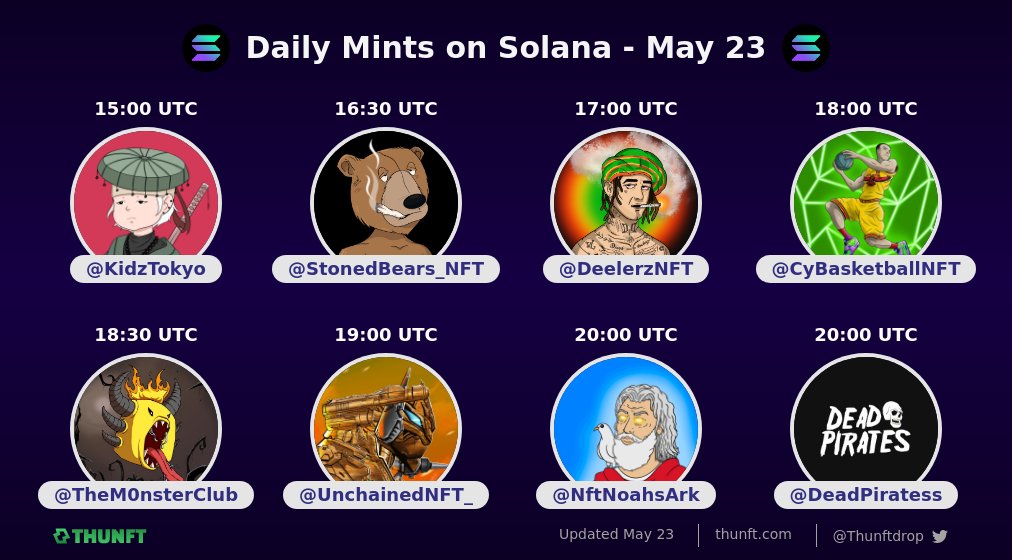 Daily Mints on Solana - May 23
15:00 UTC
16:30 UTC
17:00 UTC
18:00 UTC
@KidzTokyo
@StonedBears_NFT
@DeelerzNFT
@CyBasketballNFT
18:30 UTC
19:00 UTC
20:00 UTC
20:00 UTC
DEAD
PIRATES
@TheM0nsterClub
@UnchainedNFT_
@NftNoahsArk
@DeadPiratess
THUNFT
Updated May 23
thunft.com
@Thunftdrop